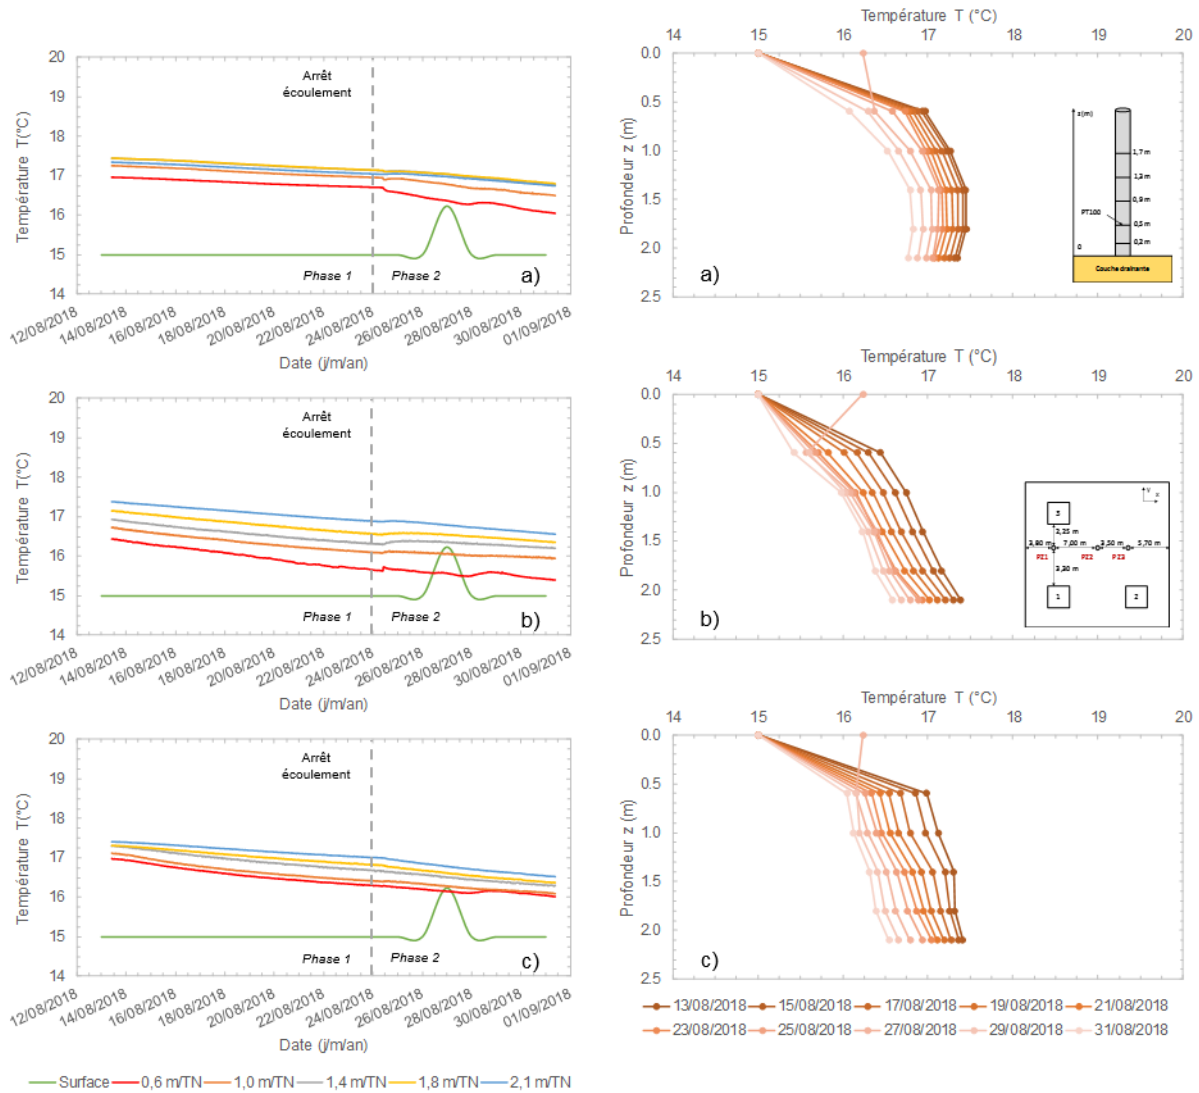 Température T(°C)
20
19
18
17
16
15
14
Arrêt
écoulement
Phase 1
Phase 2
a)
12/08/2018
14/08/2018
16/08/2018
18/08/2018
20/08/2018
22/08/2018
24/08/2018
26/08/2018
28/08/2018
30/08/2018
01/09/2018
Date (j/m/an)
Température T (°C)
14 15 16 17 18 19 20
Profondeur z (m)
0.0
0.5
1.0
1.5
2.0
2.5
a)
z(m)
1,7 m
1,3 m
0,9 m
PT100
0,5 m
0,2 m
0
Couche drainante
Température T(°C)
20
19
18
17
16
15
14
Arrêt
écoulement
Phase 1
Phase 2
b)
12/08/2018
14/08/2018
16/08/2018
18/08/2018
20/08/2018
22/08/2018
24/08/2018
26/08/2018
28/08/2018
30/08/2018
01/09/2018
Date (j/m/an)
Température T (°C)
14 15 16 17 18 19 20
Profondeur z (m)
0.0
0.5
1.0
1.5
2.0
2.5
b)
Y
X
3
2,25 m
3,80 m 7,00 m 3,50 m 5,70 m
PZ1 PZ2 PZ3
3,30 m
1 2
Température T(°C)
20
19
18
17
16
15
14
Arrêt
écoulement
Phase 1
Phase 2
c)
12/08/2018
14/08/2018
16/08/2018
18/08/2018
20/08/2018
22/08/2018
24/08/2018
26/08/2018
28/08/2018
30/08/2018
01/09/2018
Date (j/m/an)
Surface 0,6 m/TN 1,0 m/TN 1,4 m/TN 1,8 m/TN 2,1 m/TN
Température T (°C)
14 15 16 17 18 19 20
Profondeur z (m)
0.0
0.5
1.0
1.5
2.0
2.5
c)
13/08/2018 15/08/2018 17/08/2018 19/08/2018 21/08/2018
23/08/2018 25/08/2018 27/08/2018 29/08/2018 31/08/2018